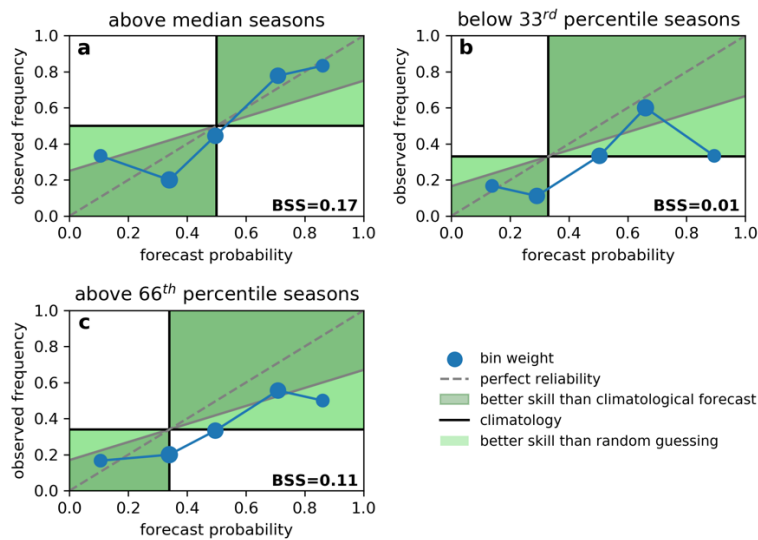 above median seasons
a
1.0
0.8
0.6
0.4
0.2
0.0
observed frequency
BSS=0.17
0.0 0.2 0.4 0.6 0.8 1.0
forecast probability
below 33rd percentile seasons
b
1.0
0.8
0.6
0.4
0.2
0.0
observed frequency
BSS=0.01
0.0 0.2 0.4 0.6 0.8 1.0
forecast probability
above 66th percentile seasons
c
1.0
0.8
0.6
0.4
0.2
0.0
observed frequency
BSS=0.11
0.0 0.2 0.4 0.6 0.8 1.0
forecast probability
bin weight
perfect reliability
better skill than climatological forecast
climatology
better skill than random guessing